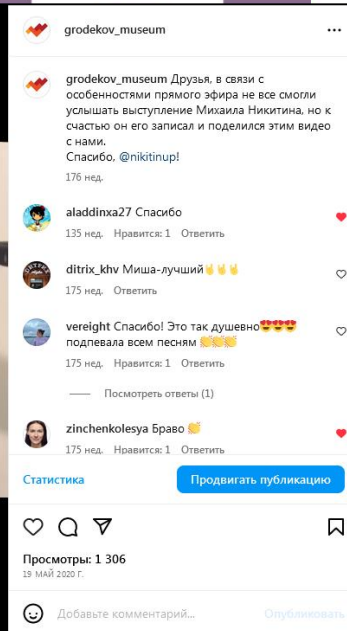 grodekov_museum
grodekov_museum Друзья, в связи с
особенностями прямого эфира не все смогли
услышать выступление Михаила Никитина, но к
счастью он его записал и поделился этим видео
с нами.
Спасибо, @nikitinup!
176 нед.
aladdinxa27 Спасибо
135 нед. Нравится: 1 Ответить
ditrix_khv Миша-лучший✌✌✌
175 нед. Ответить
vereight Спасибо! Это так душевно😍😍😍
подпевала всем песням 👏👏👏
175 нед. Нравится: 1 Ответить
Посмотреть ответы (1)
zinchenkolesya Браво 👏
175 нед. Нравится: 1 Ответить
Статистика
Продвигать публикацию
Просмотры: 1 306
19 МАЙ 2020 Г.
Добавьте комментарий...
Опубликовать